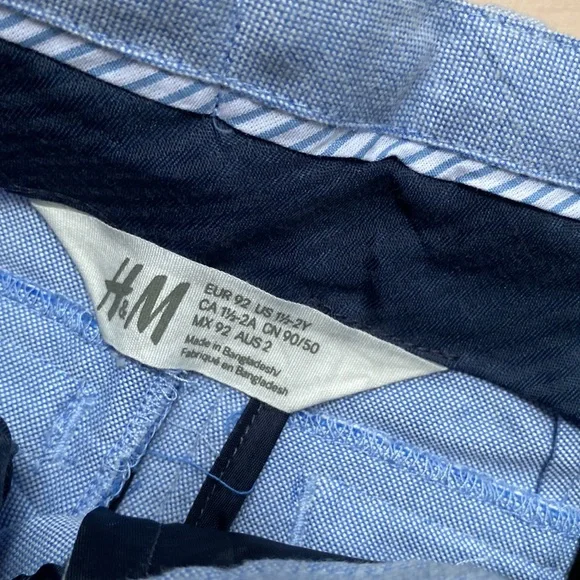 H&M
EUR 92 US 1½-2Y
CA 1½-2A CN 90/50
MX 92 AUS 2
Made in Bangladesh/
Fabriqué en Bangladesh